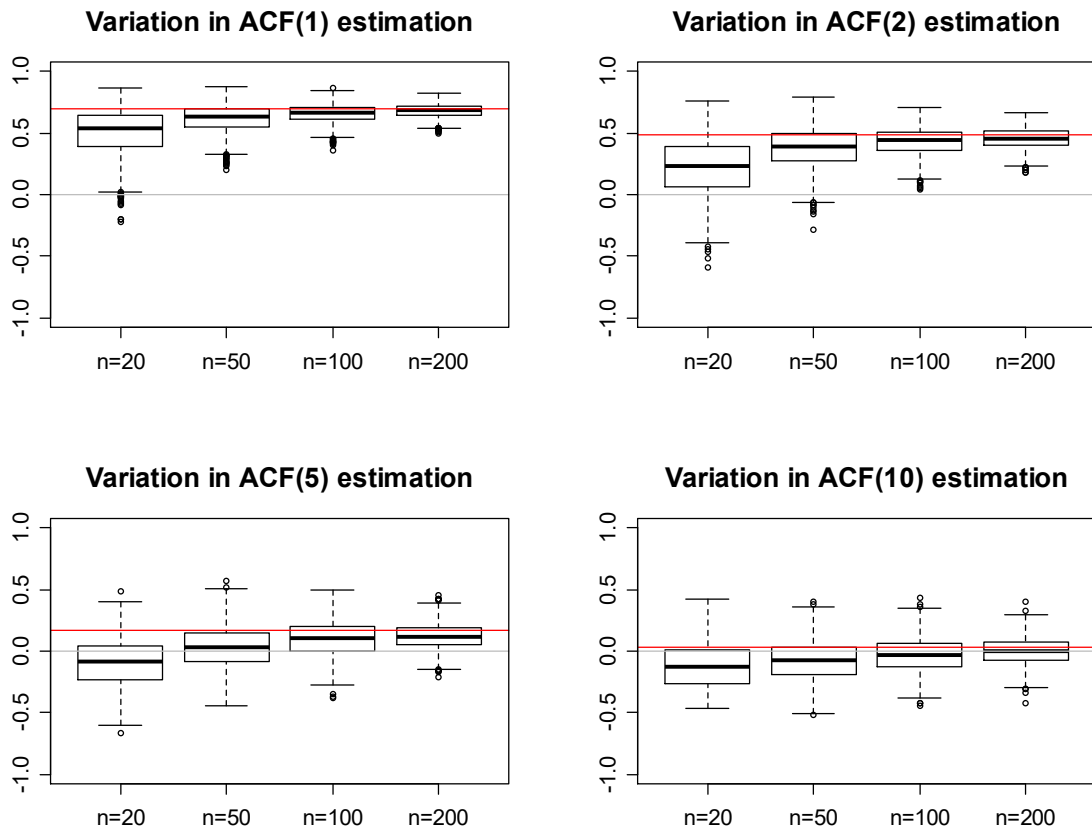 Variation in ACF(1) estimation
1.0
0.5
0.0
-0.5
-1.0
n=20 n=50 n=100 n=200
Variation in ACF(2) estimation
1.0
0.5
0.0
-0.5
-1.0
n=20 n=50 n=100 n=200
Variation in ACF(5) estimation
1.0
0.5
0.0
-0.5
-1.0
n=20 n=50 n=100 n=200
Variation in ACF(10) estimation
1.0
0.5
0.0
-0.5
-1.0
n=20 n=50 n=100 n=200